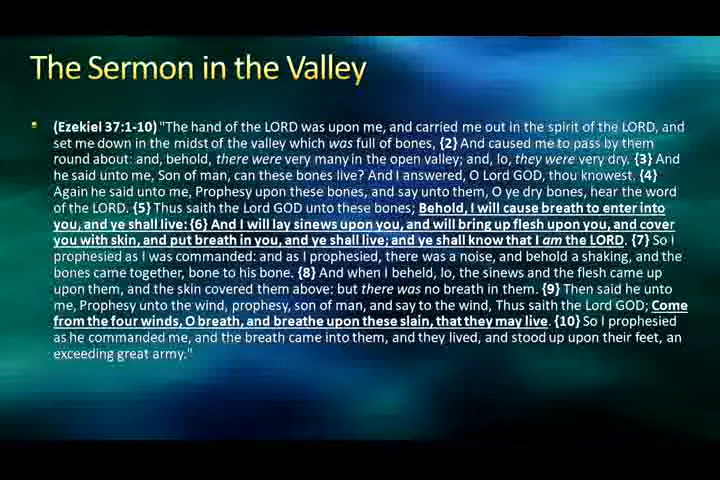 The Sermon in the Valley
(Ezekiel 37:1-10) "The hand of the LORD was upon me, and carried me out in the spirit of the LORD, and
set me down in the midst of the valley which was full of bones, {2} And caused me to pass by them
round about: and, behold, there were very many in the open valley; and, lo, they were very dry. {3} And
he said unto me, Son of man, can these bones live? And I answered, O Lord GOD, thou knowest. {4}
Again he said unto me, Prophesy upon these bones, and say unto them, O ye dry bones, hear the word
of the LORD. {5} Thus saith the Lord GOD unto these bones; Behold, I will cause breath to enter into
you, and ye shall live: {6} And I will lay sinews upon you, and will bring up flesh upon you, and cover
you with skin, and put breath in you, and ye shall live; and ye shall know that I am the LORD. {7} So I
prophesied as I was commanded: and as I prophesied, there was a noise, and behold a shaking, and the
bones came together, bone to his bone. {8} And when I beheld, lo, the sinews and the flesh came up
upon them, and the skin covered them above: but there was no breath in them. {9} Then said he unto
me, Prophesy unto the wind, prophesy, son of man, and say to the wind, Thus saith the Lord GOD; Come
from the four winds, O breath, and breathe upon these slain, that they may live. {10} So I prophesied
as he commanded me, and the breath came into them, and they lived, and stood up upon their feet, an
exceeding great army."